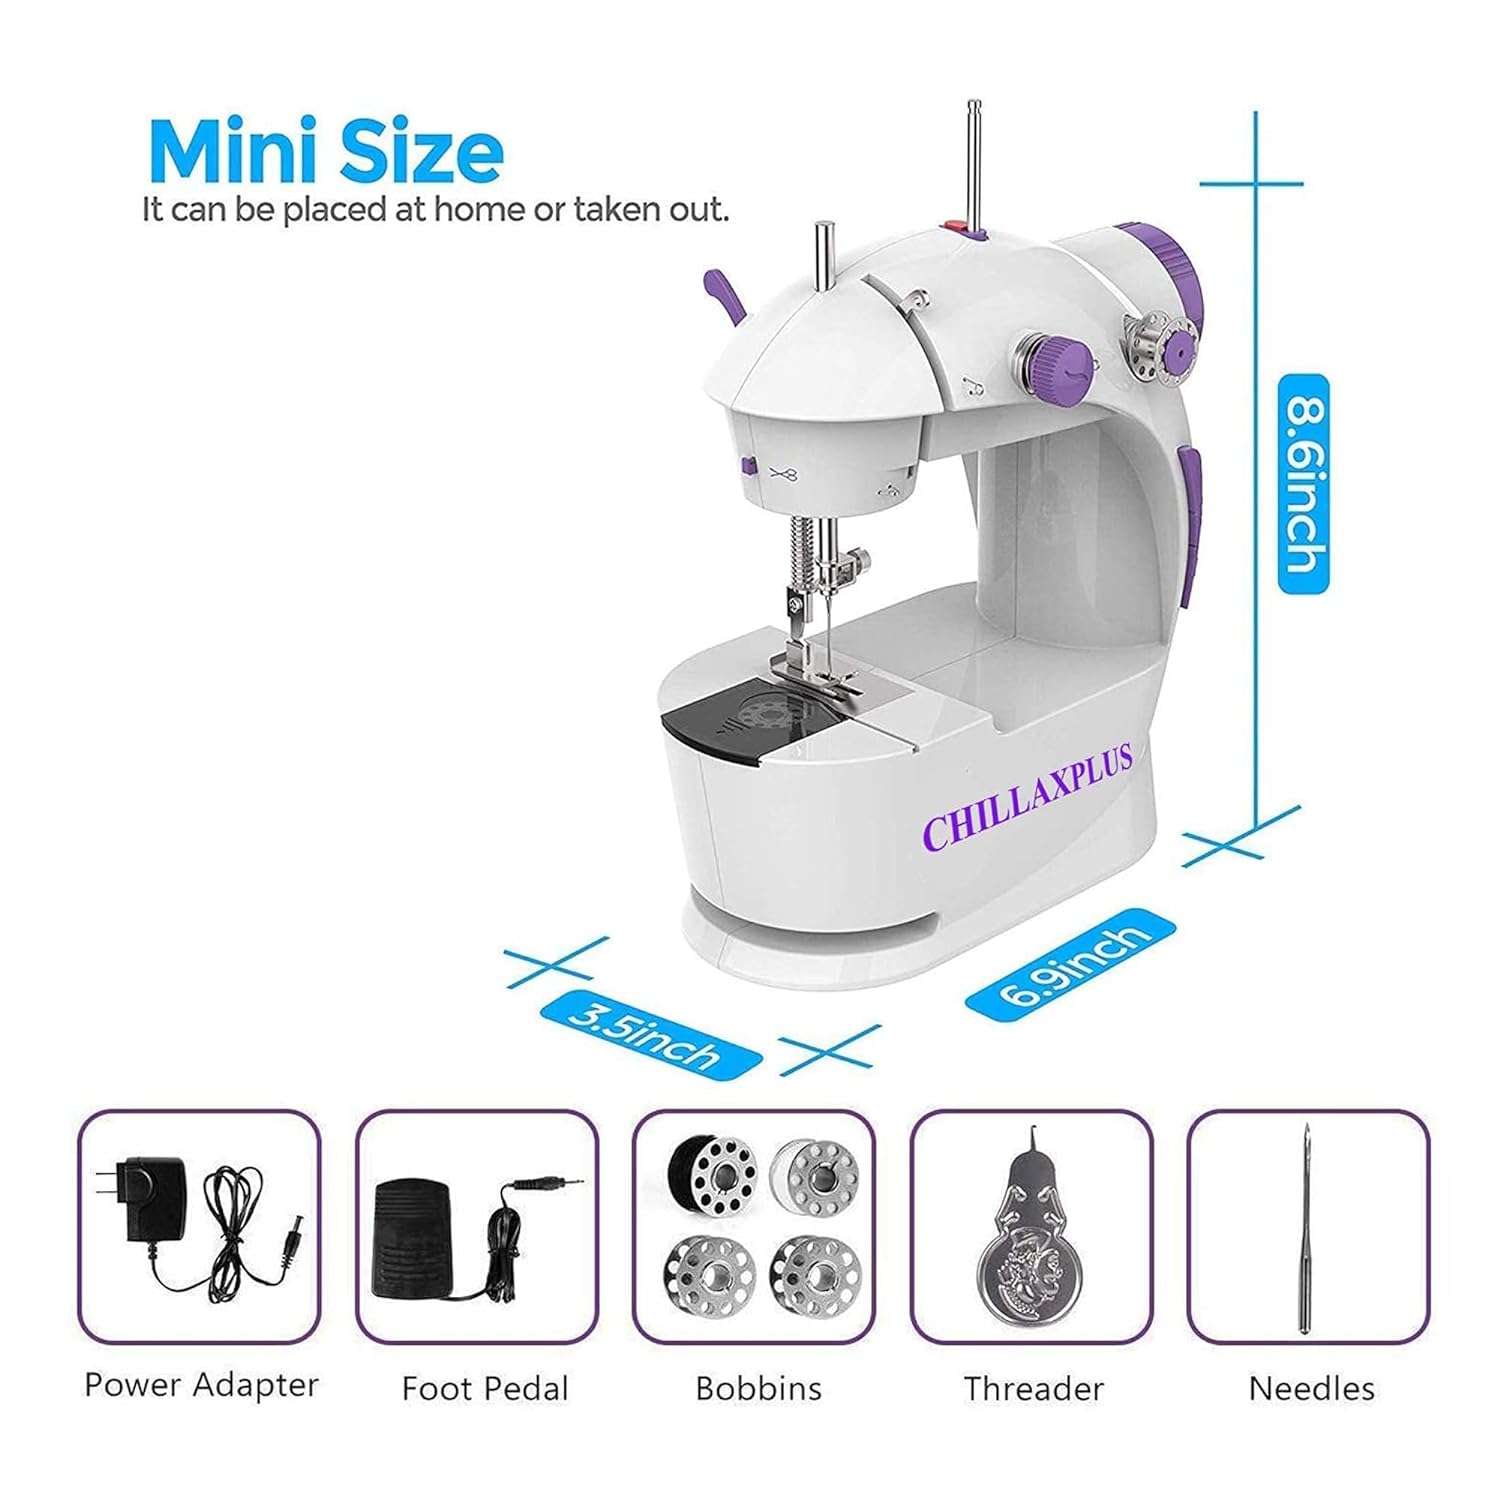 Mini Size
It can be placed at home or taken out.
8.6inch
CHILLAXPLUS
6.9inch
3.5inch
Power Adapter
Foot Pedal
Bobbins
Threader
Needles